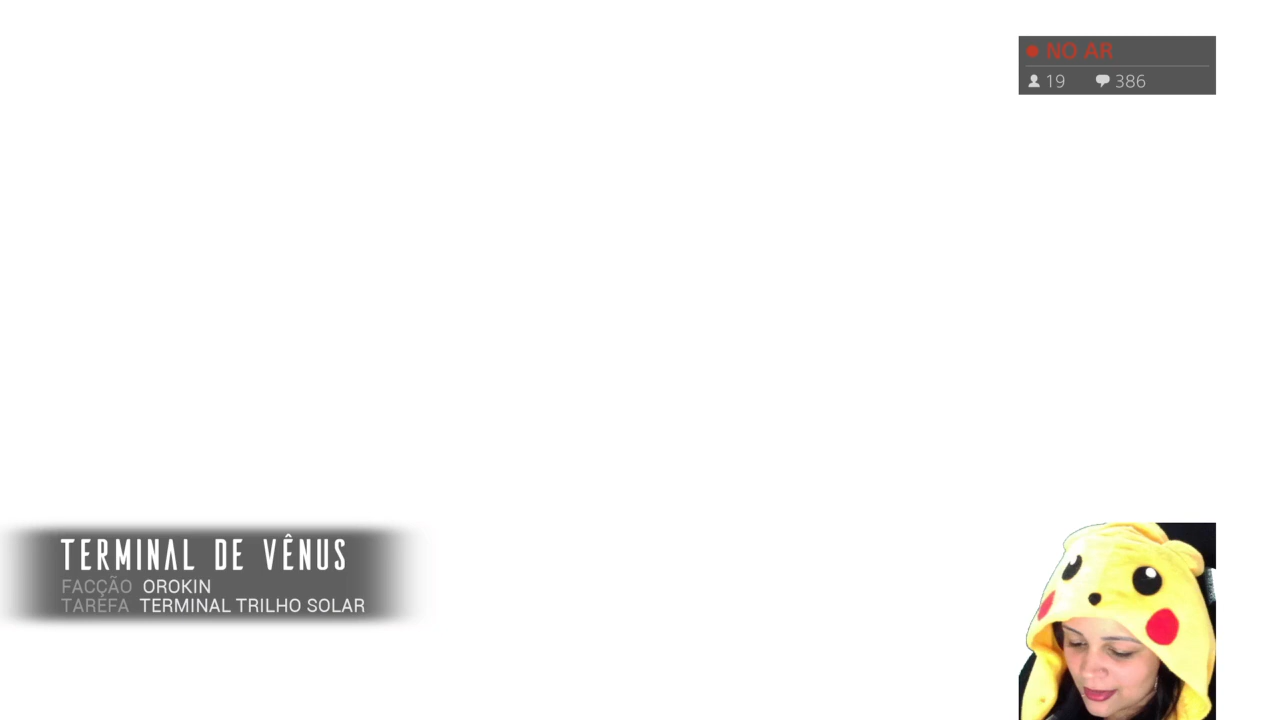 NO AR
19 386
TERMINAL DE VÊNUS
FACÇÃO OROKIN
TAREFA TERMINAL TRILHO SOLAR